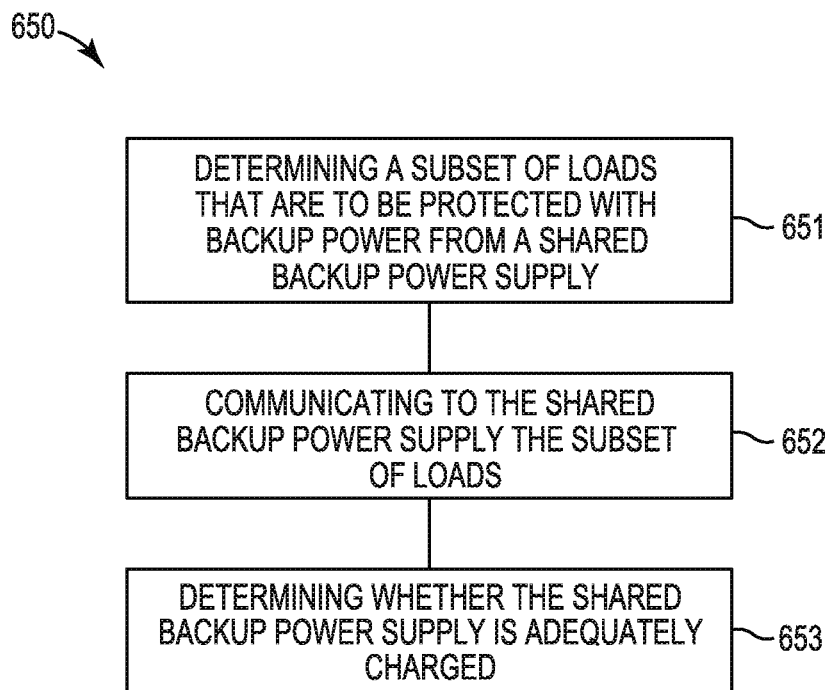 650
DETERMINING A SUBSET OF LOADS
THAT ARE TO BE PROTECTED WITH
BACKUP POWER FROM A SHARED
BACKUP POWER SUPPLY
651
COMMUNICATING TO THE SHARED
BACKUP POWER SUPPLY THE SUBSET
OF LOADS
652
DETERMINING WHETHER THE SHARED
BACKUP POWER SUPPLY IS ADEQUATELY
CHARGED
653